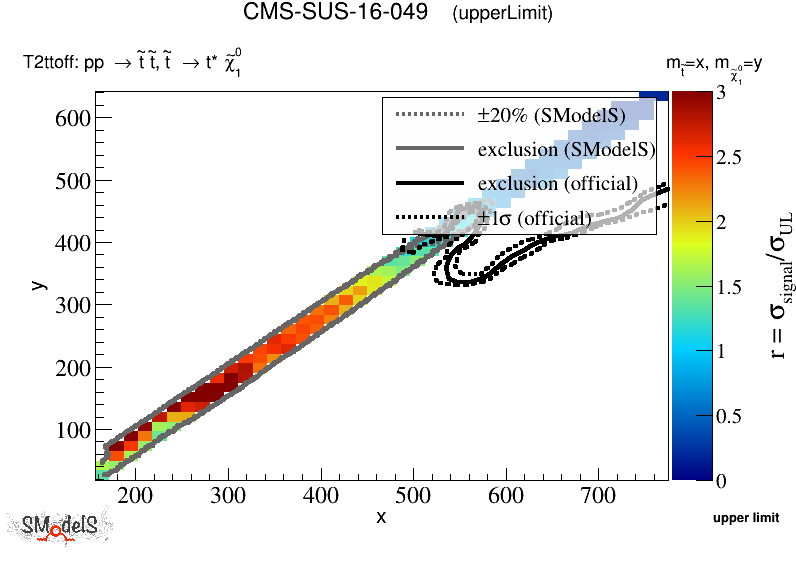 CMS-SUS-16-049 (upperLimit)
T2ttoff: pp → t̃ t̃, t̃ → t* χ̃⁰₁
m_t̃=x, m_χ̃⁰₁=y
±20% (SModelS)
exclusion (SModelS)
exclusion (official)
±1σ (official)
600
500
400
300
200
100
y
200 300 400 500 600 700
x
3
2.5
2
1.5
1
0.5
0
r = σ_signal/σ_UL
SModelS
upper limit